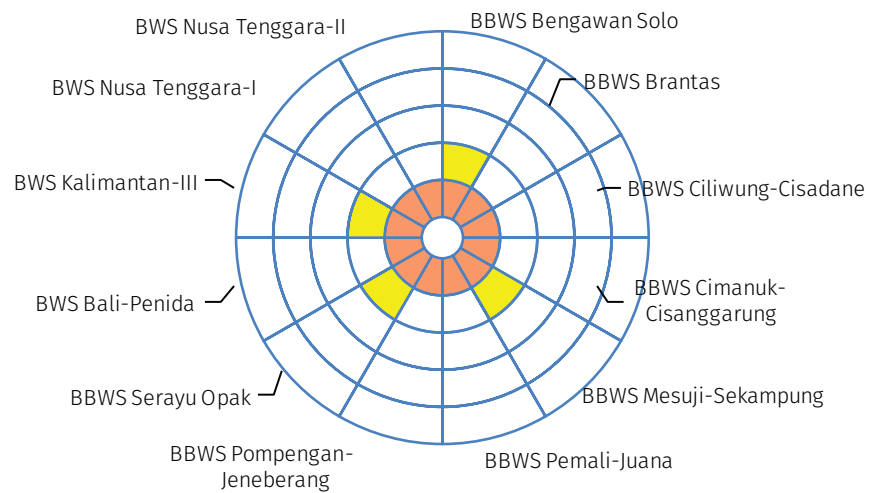 BWS Nusa Tenggara-II
BBWS Bengawan Solo
BWS Nusa Tenggara-I
BBWS Brantas
BWS Kalimantan-III
BBWS Ciliwung-Cisadane
BWS Bali-Penida
BBWS Cimanuk-
Cisanggarung
BBWS Serayu Opak
BBWS Mesuji-Sekampung
BBWS Pompengan-
Jeneberang
BBWS Pemali-Juana